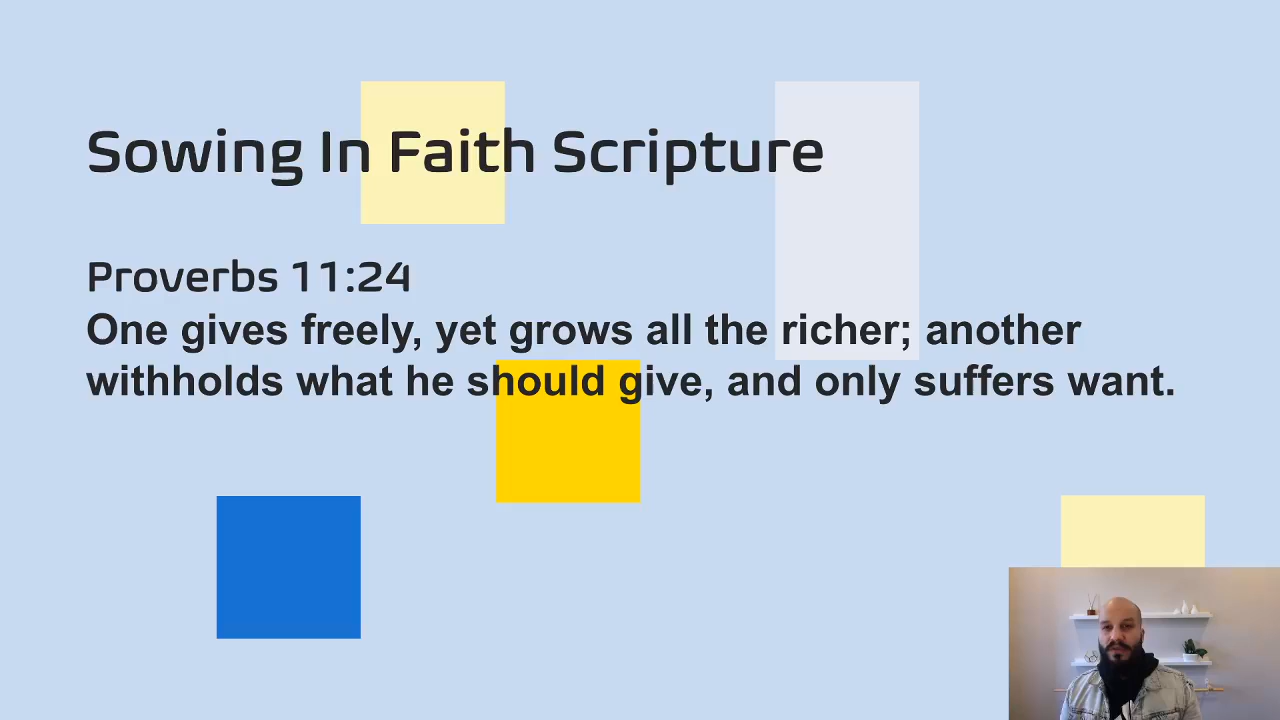 Sowing In Faith Scripture
Proverbs 11:24
One gives freely, yet grows all the richer; another
withholds what he should give, and only suffers want.